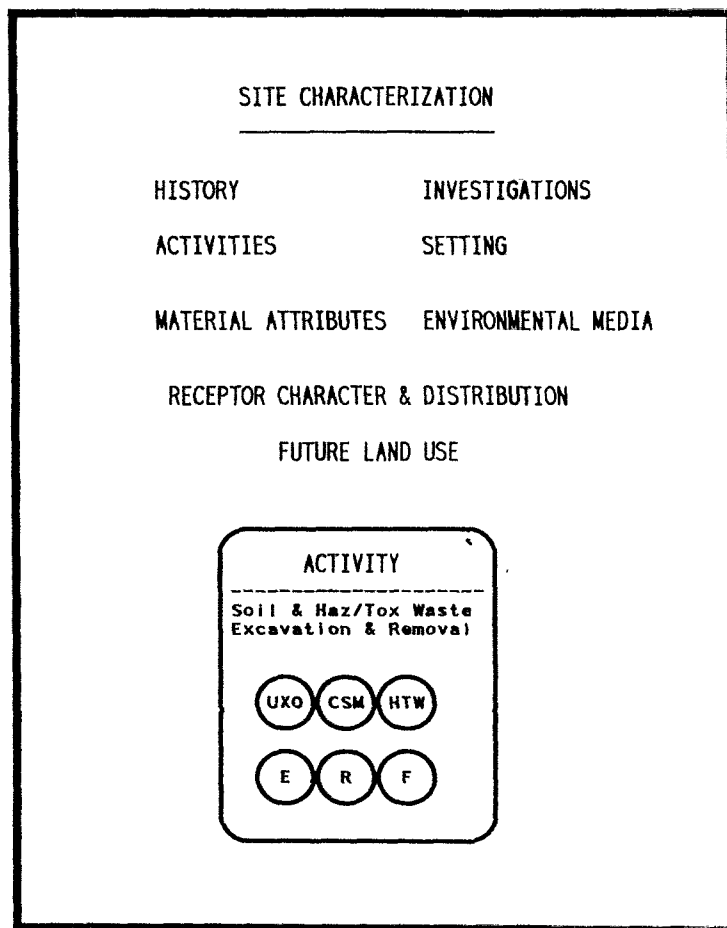 SITE CHARACTERIZATION
HISTORY INVESTIGATIONS
ACTIVITIES SETTING
MATERIAL ATTRIBUTES ENVIRONMENTAL MEDIA
RECEPTOR CHARACTER & DISTRIBUTION
FUTURE LAND USE
ACTIVITY
Soil & Haz/Tox Waste
Excavation & Removal
UXO CSM HTW
E R F